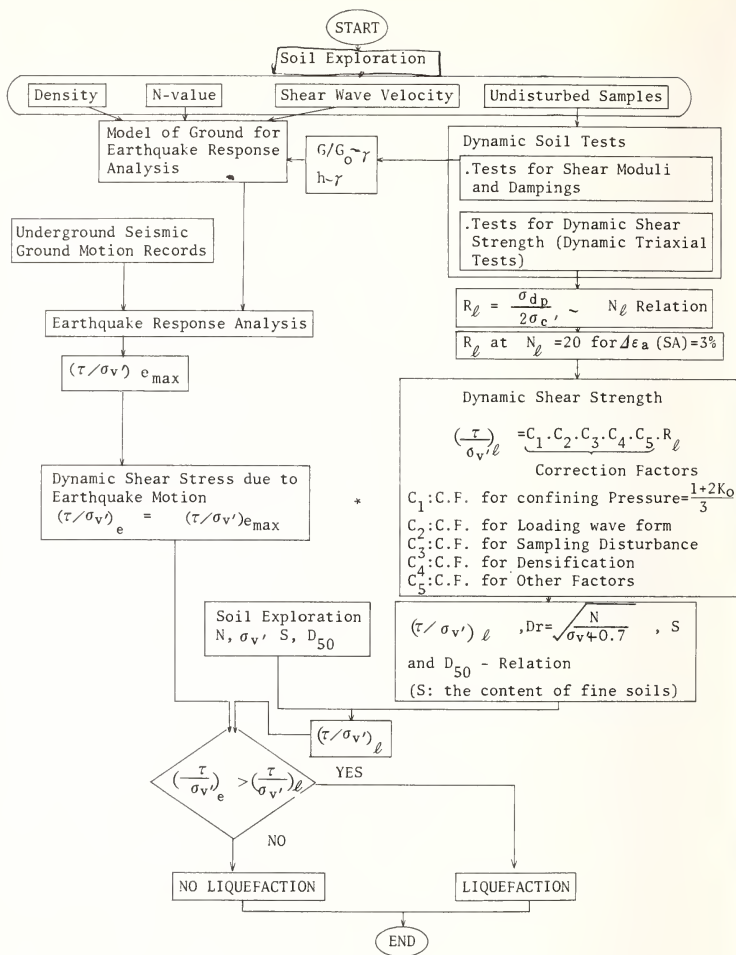 START
Soil Exploration
Density
N-value
Shear Wave Velocity
Undisturbed Samples
Model of Ground for
Earthquake Response
Analysis
G/G₀~γ
h~γ
Dynamic Soil Tests
.Tests for Shear Moduli
and Dampings
.Tests for Dynamic Shear
Strength (Dynamic Triaxial
Tests)
Underground Seismic
Ground Motion Records
Earthquake Response Analysis
(τ/σv') e max
Rℓ = σdp / 2σc' ~ Nℓ Relation
Rℓ at Nℓ =20 for Δεa (SA)=3%
Dynamic Shear Strength
(τ/σv')ℓ =C₁.C₂.C₃.C₄.C₅.Rℓ
Correction Factors
C₁:C.F. for confining Pressure=(1+2K₀)/3
C₂:C.F. for Loading wave form
C₃:C.F. for Sampling Disturbance
C₄:C.F. for Densification
C₅:C.F. for Other Factors
Dynamic Shear Stress due to
Earthquake Motion
(τ/σv')e = (τ/σv')e max
*
Soil Exploration
N, σv' S, D₅₀
(τ/σv') ℓ ,Dr=√(N/(σv+0.7)) , S
and D₅₀ - Relation
(S: the content of fine soils)
(τ/σv')ℓ
(τ/σv')e >(τ/σv')ℓ
YES
NO
NO LIQUEFACTION
LIQUEFACTION
END